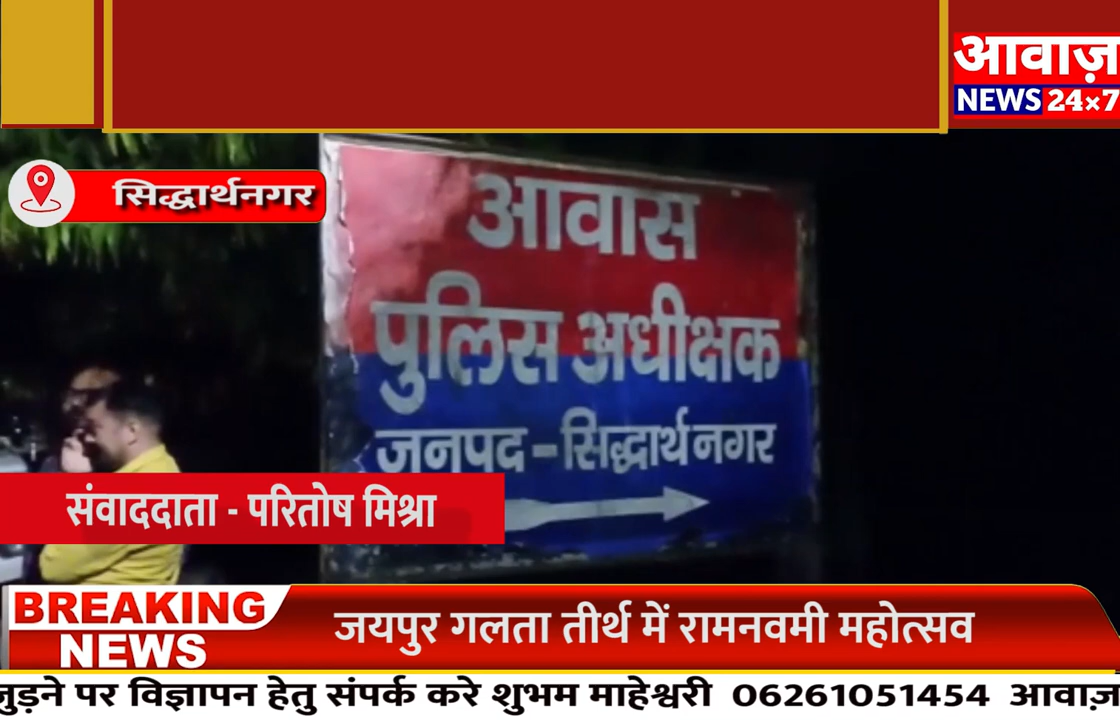 आवाज़
NEWS 24×7
सिद्धार्थनगर
आवास
पुलिस अधीक्षक
जनपद - सिद्धार्थ नगर
संवाददाता - परितोष मिश्रा
BREAKING
NEWS
जयपुर गलता तीर्थ में रामनवमी महोत्सव
जुड़ने पर विज्ञापन हेतु संपर्क करे शुभम माहेश्वरी 06261051454 आवाज़